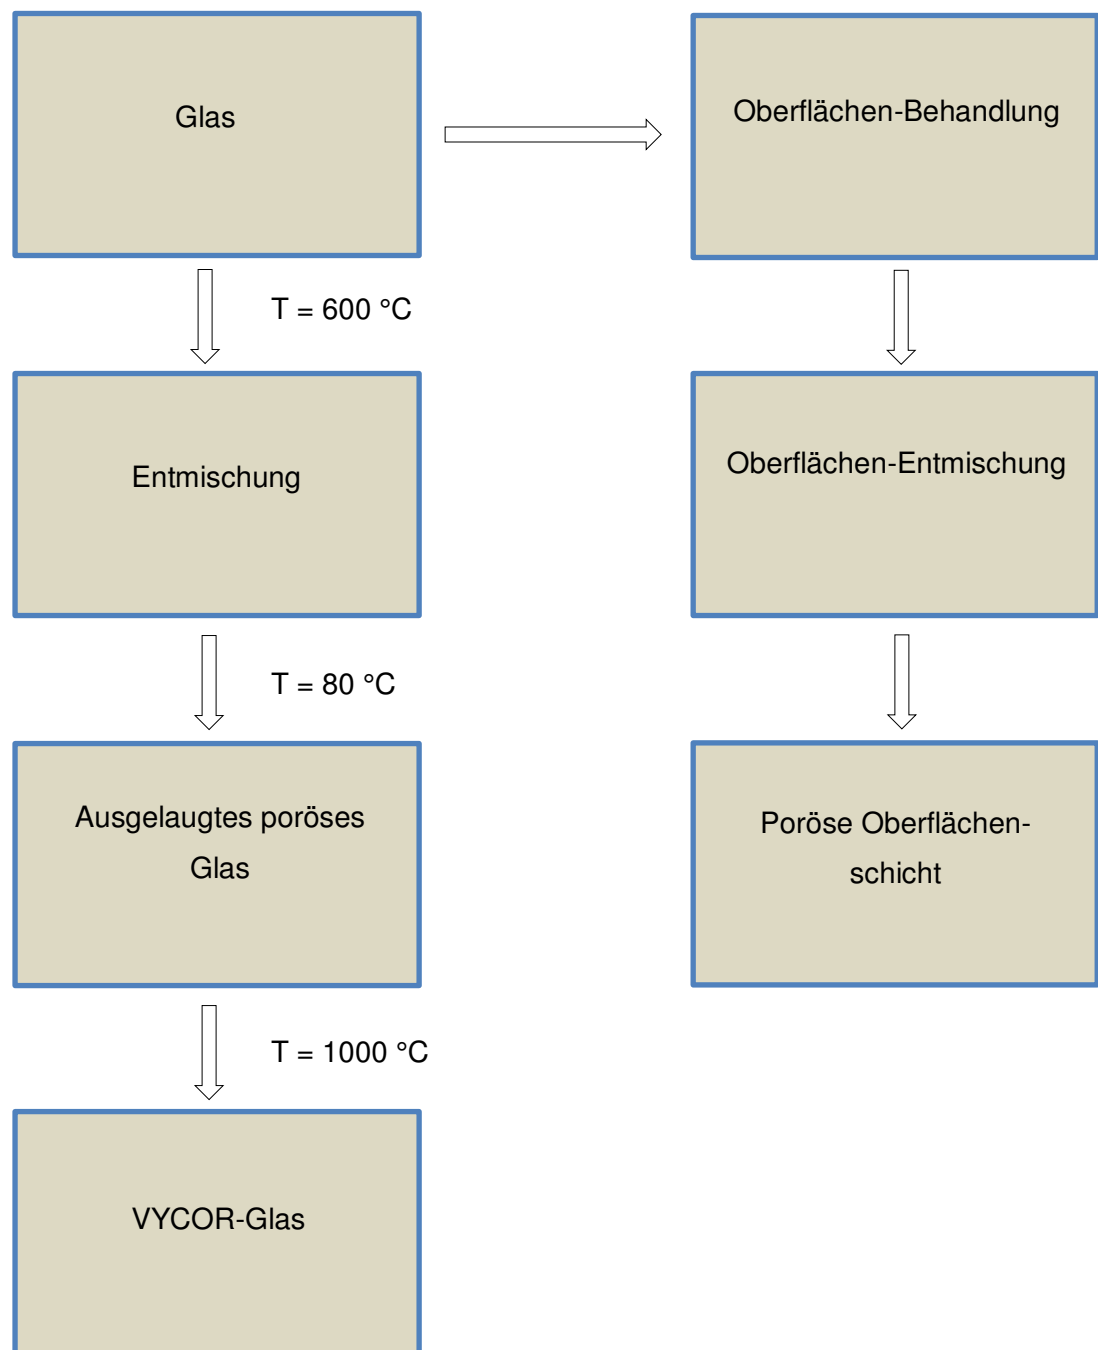 Glas
Oberflächen-Behandlung
T = 600 °C
Entmischung
Oberflächen-Entmischung
T = 80 °C
Ausgelaugtes poröses
Glas
Poröse Oberflächen-
schicht
T = 1000 °C
VYCOR-Glas